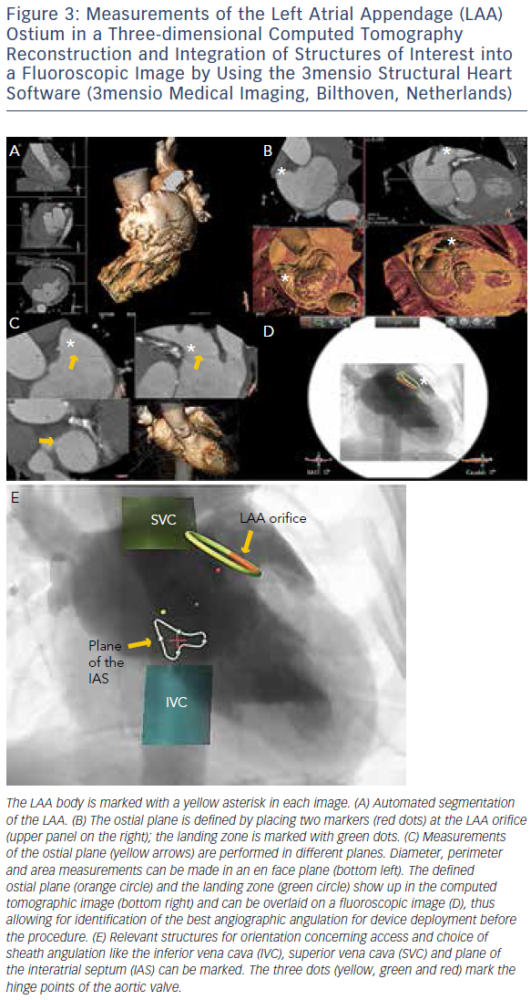 Figure 3: Measurements of the Left Atrial Appendage (LAA)
Ostium in a Three-dimensional Computed Tomography
Reconstruction and Integration of Structures of Interest into
a Fluoroscopic Image by Using the 3mensio Structural Heart
Software (3mensio Medical Imaging, Bilthoven, Netherlands)
A
B
C
D
E
SVC
LAA orifice
Plane
of the
IAS
IVC
The LAA body is marked with a yellow asterisk in each image. (A) Automated segmentation
of the LAA. (B) The ostial plane is defined by placing two markers (red dots) at the LAA orifice
(upper panel on the right); the landing zone is marked with green dots. (C) Measurements
of the ostial plane (yellow arrows) are performed in different planes. Diameter, perimeter
and area measurements can be made in an en face plane (bottom left). The defined
ostial plane (orange circle) and the landing zone (green circle) show up in the computed
tomographic image (bottom right) and can be overlaid on a fluoroscopic image (D), thus
allowing for identification of the best angiographic angulation for device deployment before
the procedure. (E) Relevant structures for orientation concerning access and choice of
sheath angulation like the inferior vena cava (IVC), superior vena cava (SVC) and plane of
the interatrial septum (IAS) can be marked. The three dots (yellow, green and red) mark the
hinge points of the aortic valve.